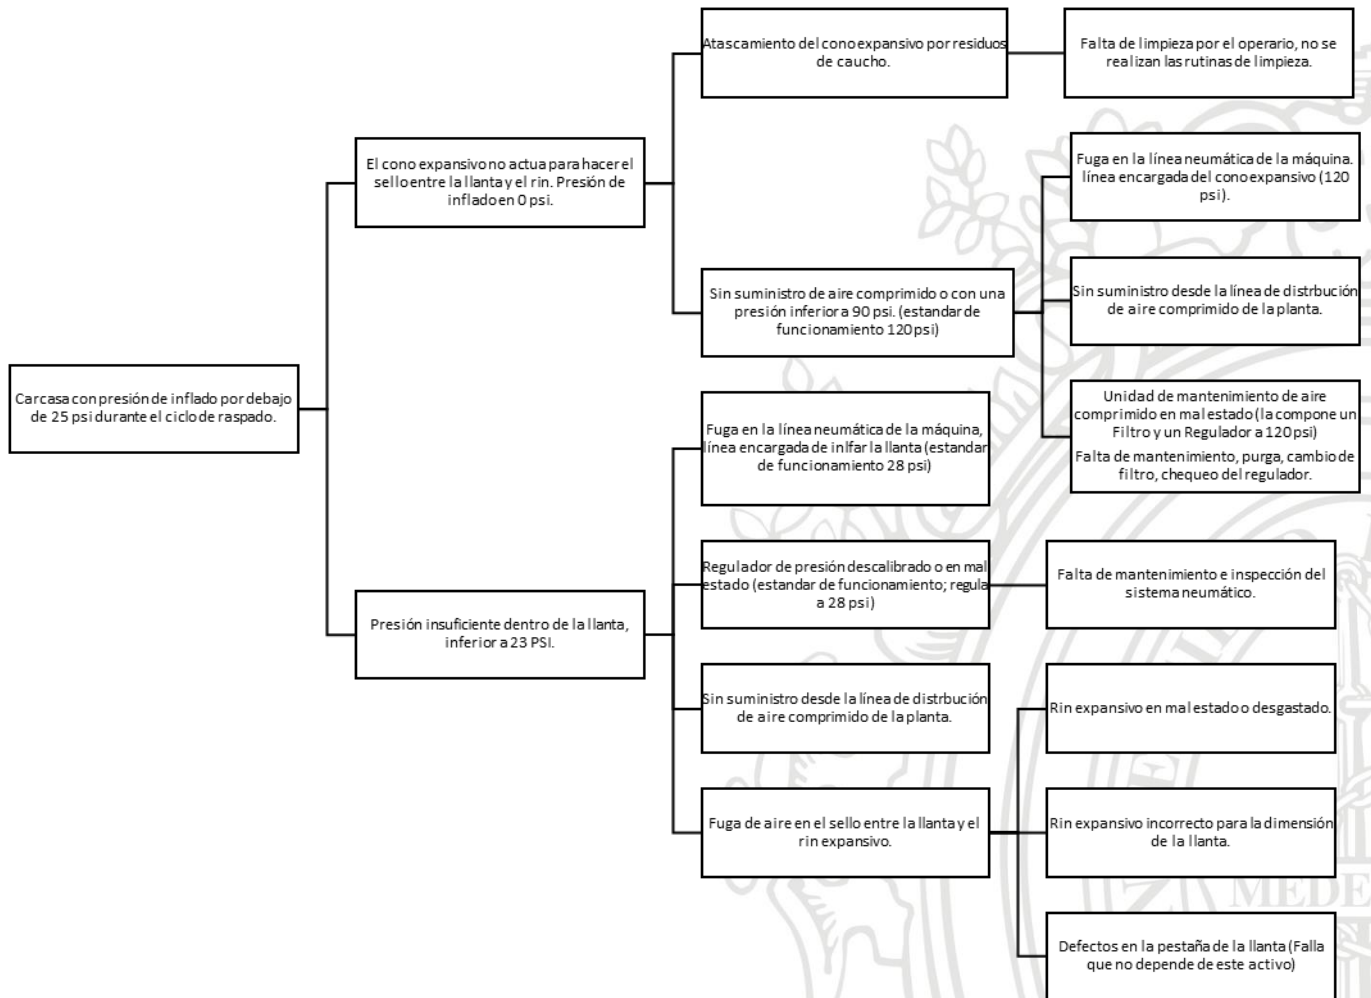 Atascamiento del cono expansivo por residuos
de caucho.
Falta de limpieza por el operario, no se
realizan las rutinas de limpieza.
El cono expansivo no actua para hacer el
sello entre la llanta y el rin. Presión de
inflado en 0 psi.
Fuga en la línea neumática de la máquina.
línea encargada del cono expansivo (120
psi).
Sin suministro de aire comprimido o con una
presión inferior a 90 psi. (estandar de
funcionamiento 120 psi)
Sin suministro desde la línea de distrbución
de aire comprimido de la planta.
Unidad de mantenimiento de aire
comprimido en mal estado (la compone un
Filtro y un Regulador a 120 psi)
Falta de mantenimiento, purga, cambio de
filtro, chequeo del regulador.
Carcasa con presión de inflado por debajo
de 25 psi durante el ciclo de raspado.
Fuga en la línea neumática de la máquina,
línea encargada de inlfar la llanta (estandar
de funcionamiento 28 psi)
Regulador de presión descalibrado o en mal
estado (estandar de funcionamiento; regula
a 28 psi)
Falta de mantenimiento e inspección del
sistema neumático.
Presión insuficiente dentro de la llanta,
inferior a 23 PSI.
Sin suministro desde la línea de distrbución
de aire comprimido de la planta.
Rin expansivo en mal estado o desgastado.
Fuga de aire en el sello entre la llanta y el
rin expansivo.
Rin expansivo incorrecto para la dimensión
de la llanta.
Defectos en la pestaña de la llanta (Falla
que no depende de este activo)
MEDE